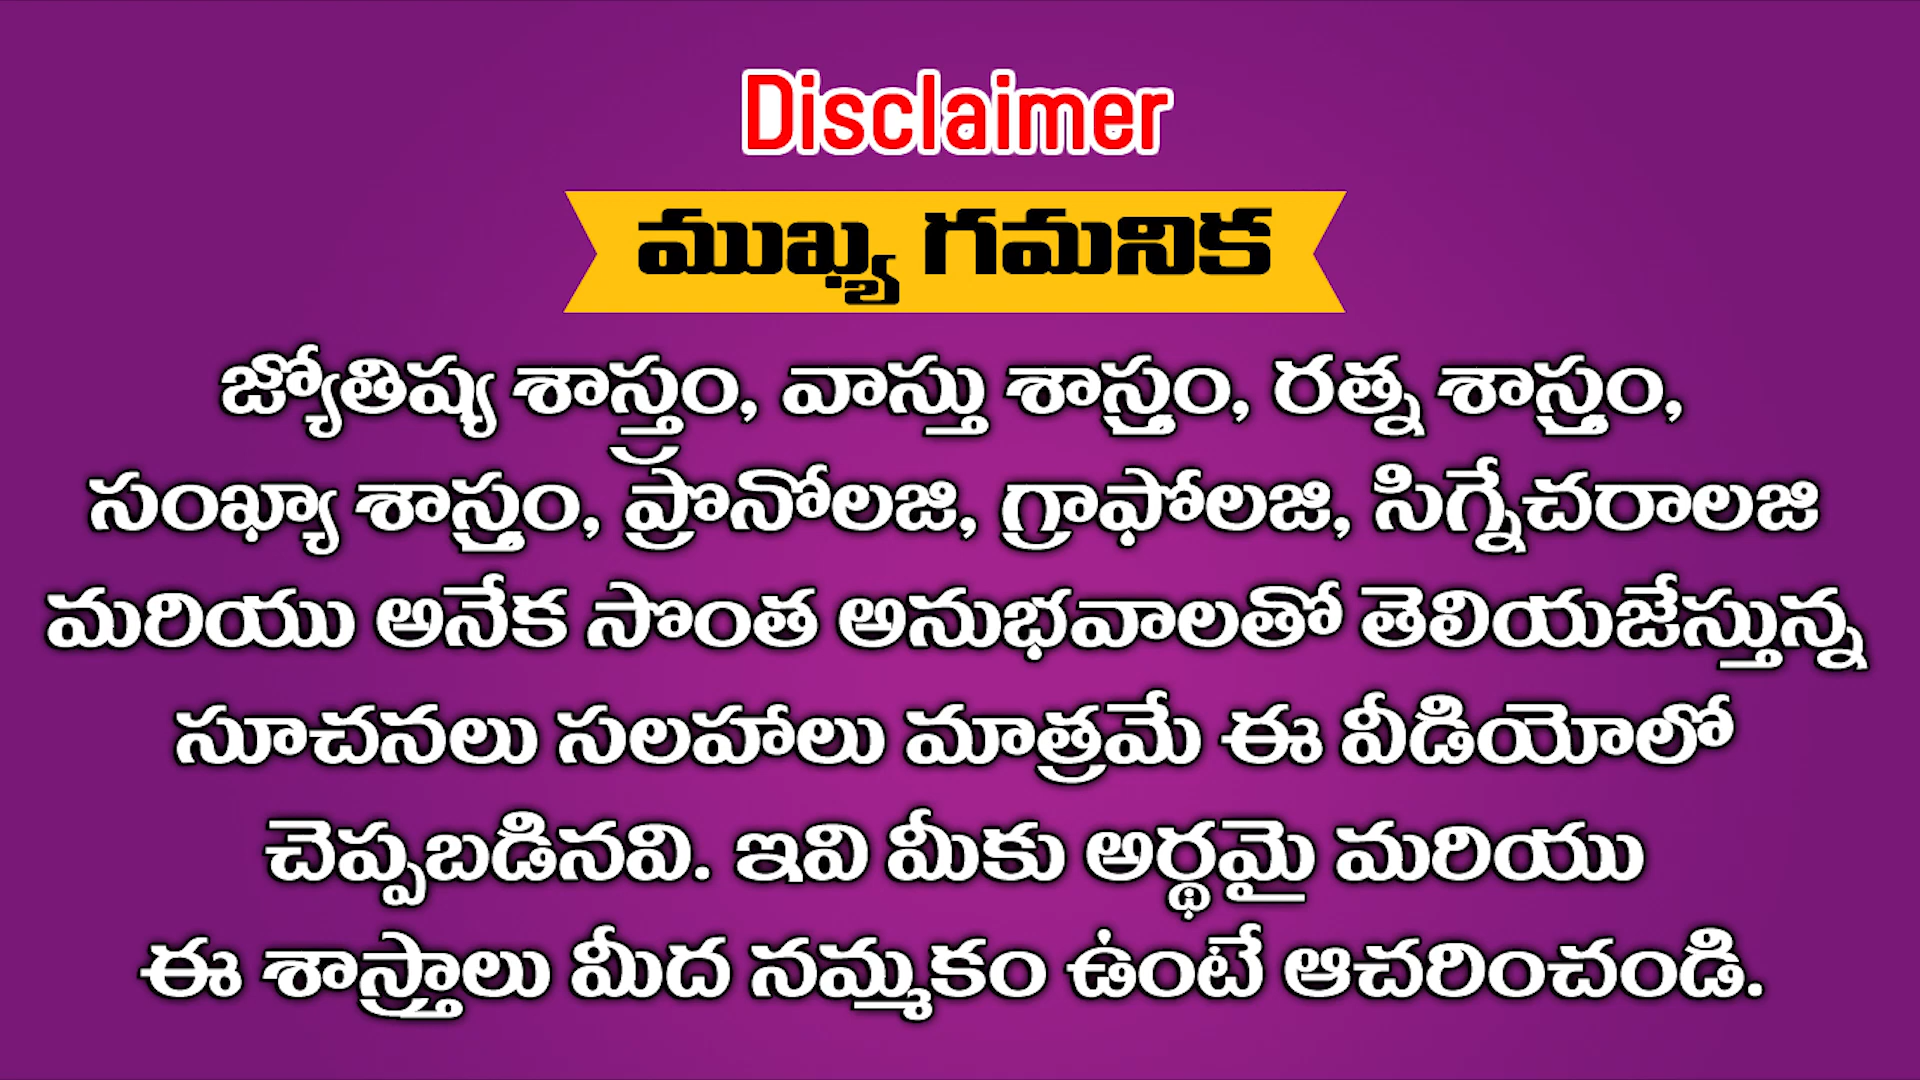 Disclaimer
ముఖ్య గమనిక
జ్యోతిష్య శాస్త్ర్రం, వాస్తు శాస్త్రం, రత్న శాస్త్రం,
సంఖ్యా శాస్త్రం, ప్రొనోలజి, గ్రాఫోలజి, సిగ్నేచరాలజి
మరియు అనేక సొంత అనుభవాలతో తెలియజేస్తున్న
సూచనలు సలహాలు మాత్రమే ఈ వీడియోలో
చెప్పబడినవి. ఇవి మీకు అర్థమై మరియు
ఈ శాస్త్రాలు మీద నమ్మకం ఉంటే ఆచరించండి.